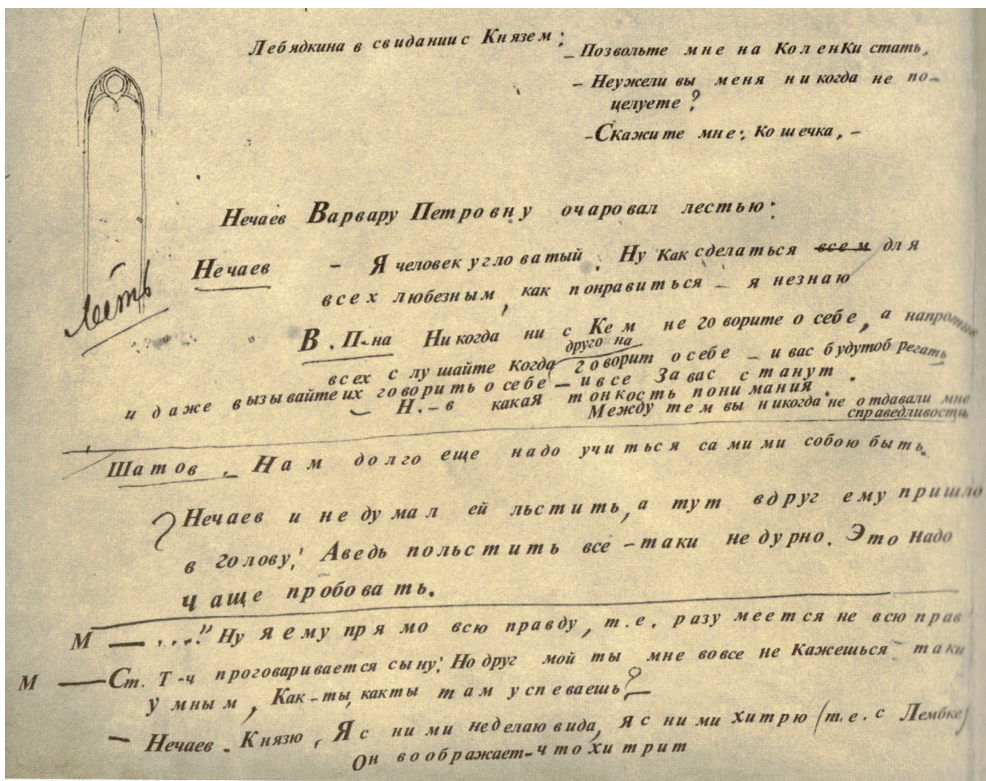 Лебядкина в свидании с Князем:
– Позвольте мне на Коленки стать.
– Неужели вы меня никогда не по-
целуете?
– Скажите мне: Кошечка, –
Нечаев Варвару Петровну очаровал лестью:
Нечаев – Я человек угловатый. Ну Как сделаться всем для
всех любезным, как понравиться – я незнаю
В. П-на Никогда ни с Кем не говорите о себе, а напротив
друго на
всех слушайте Когда говорит о себе – и вас будут оберегать
и даже вызывайте их говорить о себе – и все За вас станут.
– Н.-в какая тонкость понимания.
Между тем вы никогда не отдавали мне
справедливости
Шатов. Нам долго еще надо учиться самими собою быть.
Нечаев и не думал ей льстить, а тут вдруг ему пришло
в голову: А ведь польстить всё-таки недурно. Это надо
чаще пробовать.
М — ...." Ну я ему прямо всю правду, т.е. разумеется не всю прав
М — Ст. Т-ч проговаривается сыну: Но друг мой ты мне вовсе не Кажешься таки
умным, Как-ты, как ты там успеваешь? –
– Нечаев. Князю, Я с ними не делаю вида, я с ними хитрю (т.е. с Лембке)
Он воображает-что хитрит